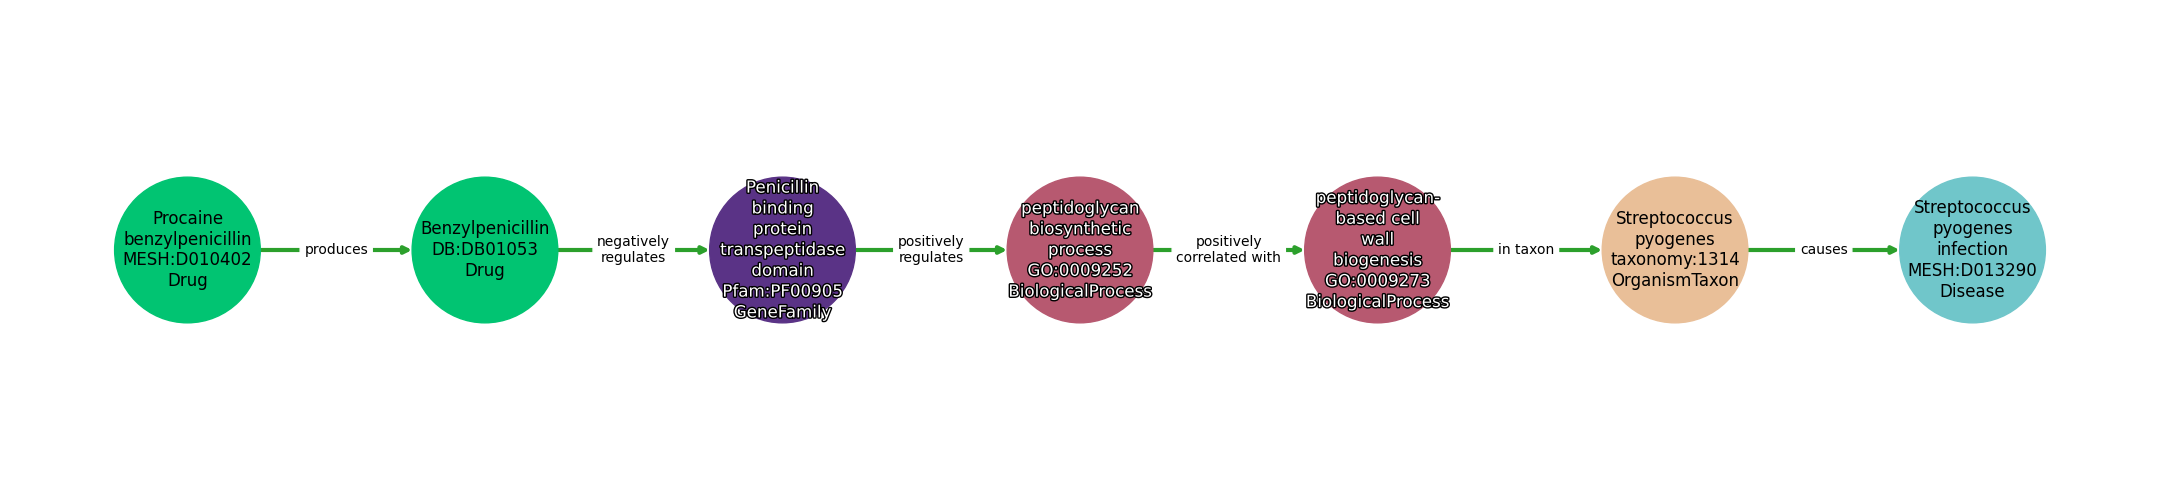 Procaine
benzylpenicillin
MESH:D010402
Drug
produces
Benzylpenicillin
DB:DB01053
Drug
negatively
regulates
Penicillin
binding
protein
transpeptidase
domain
Pfam:PF00905
GeneFamily
positively
regulates
peptidoglycan
biosynthetic
process
GO:0009252
BiologicalProcess
positively
correlated with
peptidoglycan-
based cell
wall
biogenesis
GO:0009273
BiologicalProcess
in taxon
Streptococcus
pyogenes
taxonomy:1314
OrganismTaxon
causes
Streptococcus
pyogenes
infection
MESH:D013290
Disease